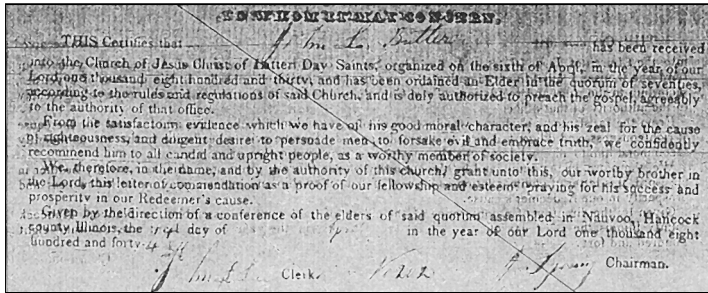 TO WHOM IT MAY CONCERN.
THIS Certifies that John L. Butler has been received
into the Church of Jesus Christ of Latter Day Saints, organized on the sixth of April, in the year of our
Lord, one thousand eight hundred and thirty, and has been ordained an Elder in the quorum of seventies,
according to the rules and regulations of said Church, and is duly authorized to preach the gospel, agreeably
to the authority of that office.
From the satisfactory evidence which we have of his good moral character, and his zeal for the cause
of righteousness, and diligent desire to persuade men to forsake evil and embrace truth, we confidently
recommend him to all candid and upright people, as a worthy member of society.
We, therefore, in the name, and by the authority of this church, grant unto this, our worthy brother in
the Lord, this letter of commendation as a proof of our fellowship and esteem: praying for his success and
prosperity in our Redeemer's cause.
Given by the direction of a conference of the elders of said quorum assembled in Nauvoo, Hancock
county, Illinois, the day of in the year of our Lord one thousand eight
hundred and forty-4
Clerk. Chairman.